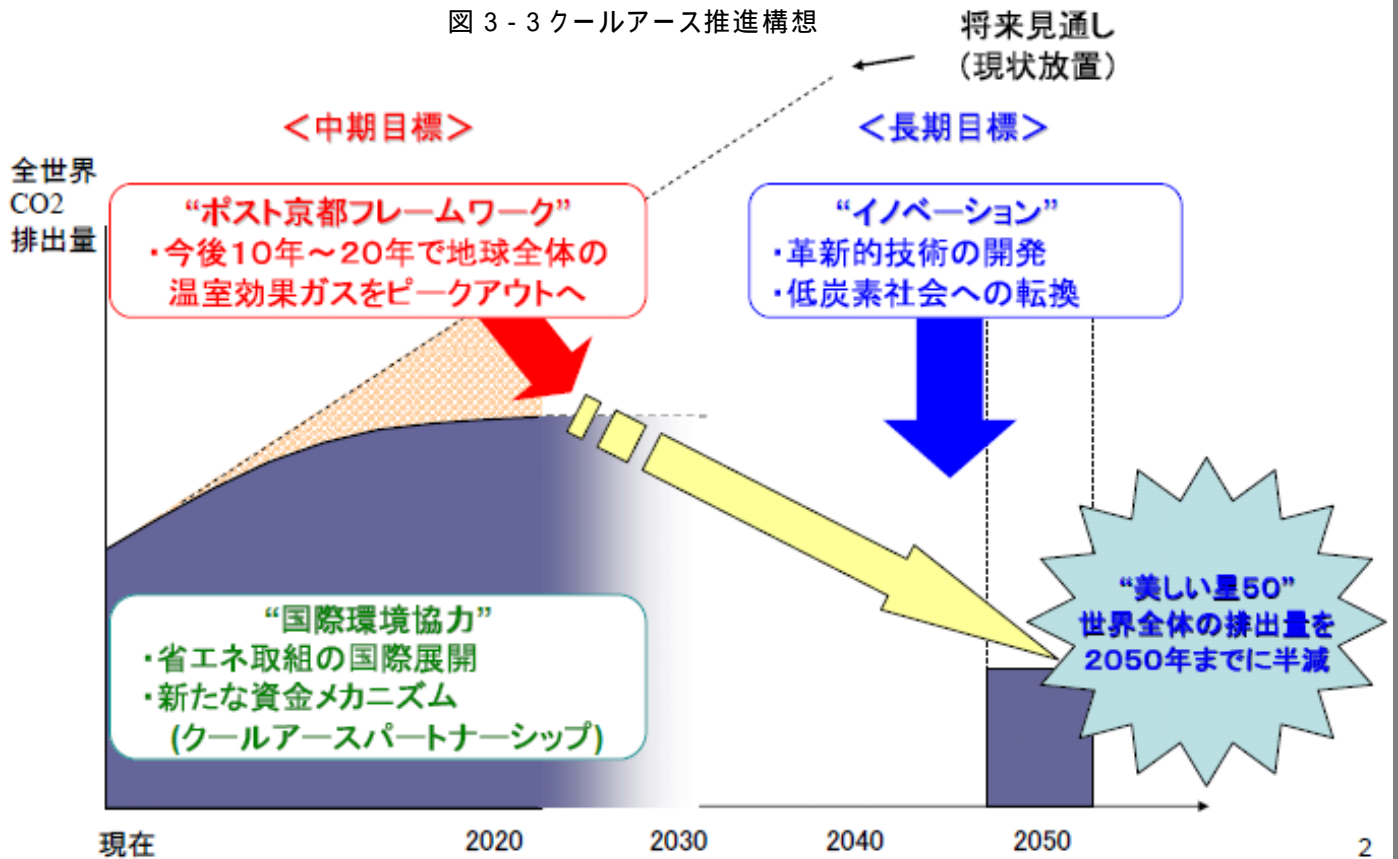 図3-3クールアース推進構想
将来見通し
(現状放置)
<中期目標>
<長期目標>
全世界
CO2
排出量
“ポスト京都フレームワーク”
・今後10年~20年で地球全体の
温室効果ガスをピークアウトへ
“イノベーション”
・革新的技術の開発
・低炭素社会への転換
“国際環境協力”
・省エネ取組の国際展開
・新たな資金メカニズム
(クールアースパートナーシップ)
“美しい星50”
世界全体の排出量を
2050年までに半減
現在 2020 2030 2040 2050
2